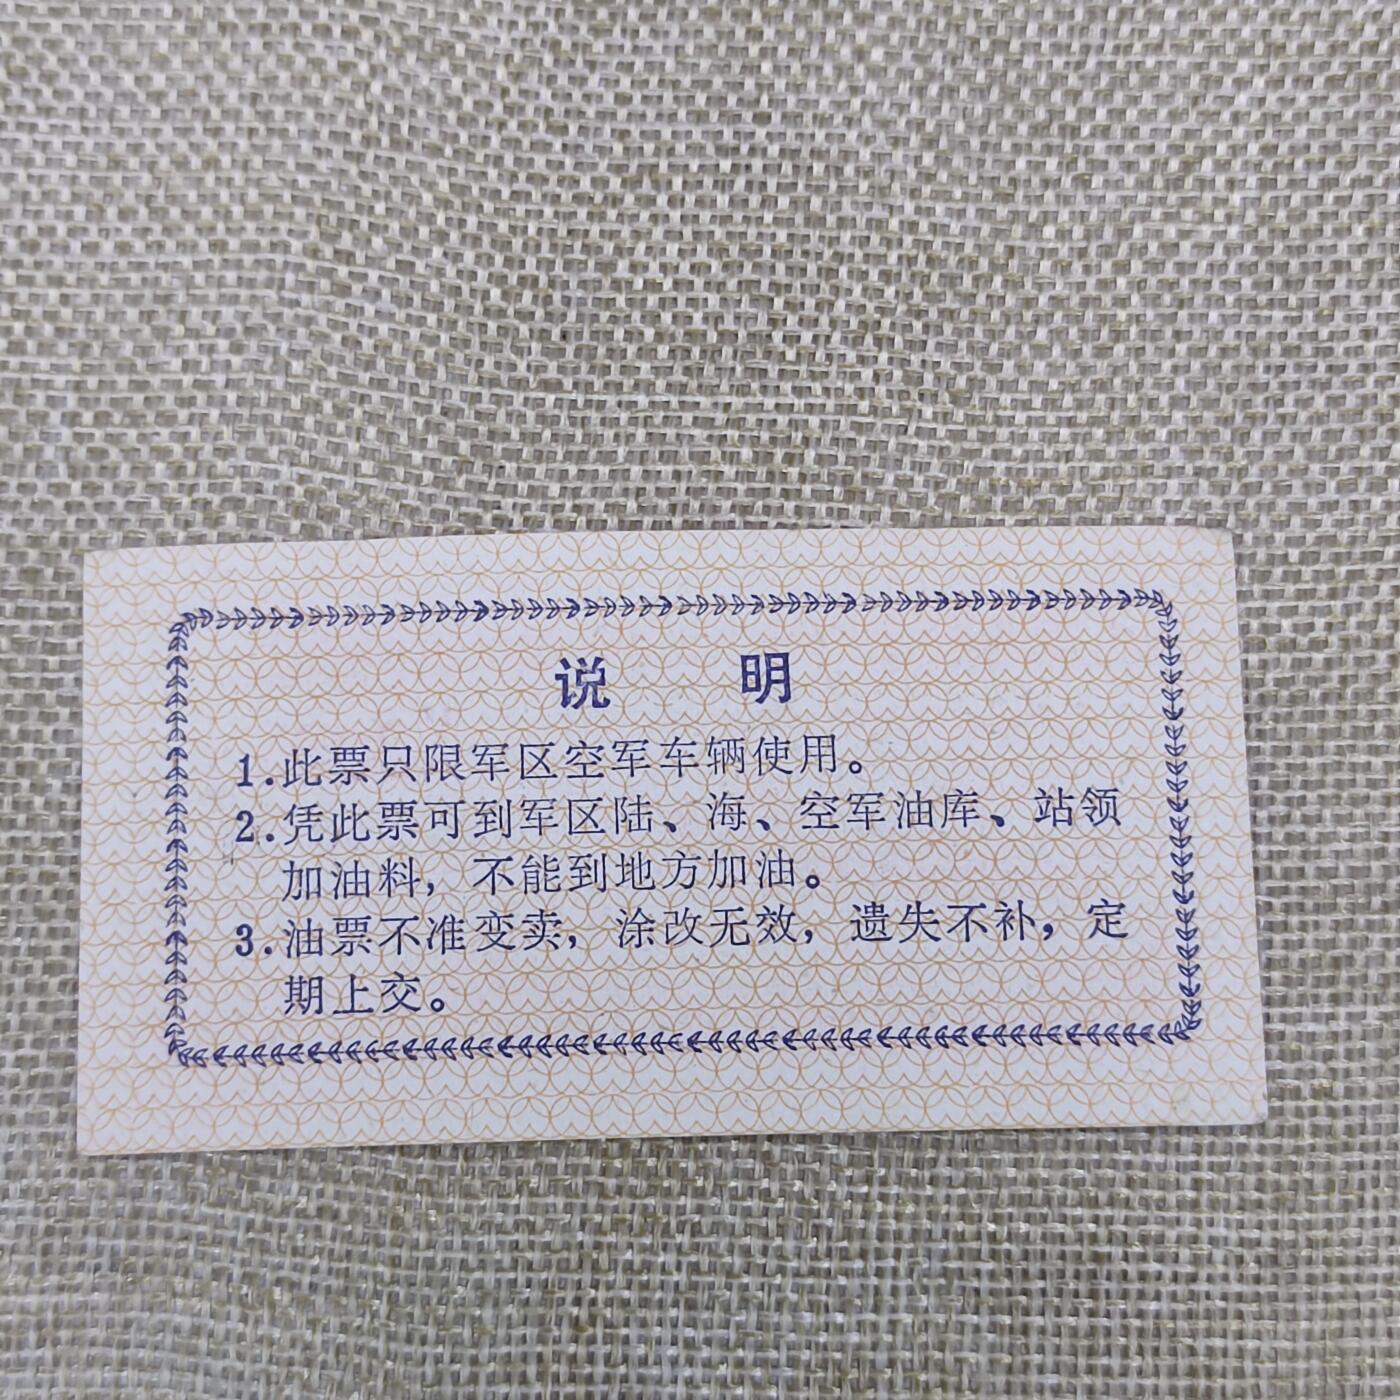 说 明
1.此票只限军区空军车辆使用。
2.凭此票可到军区陆、海、空军油库、站领
加油料，不能到地方加油。
3.油票不准变卖，涂改无效，遗失不补，定
期上交。